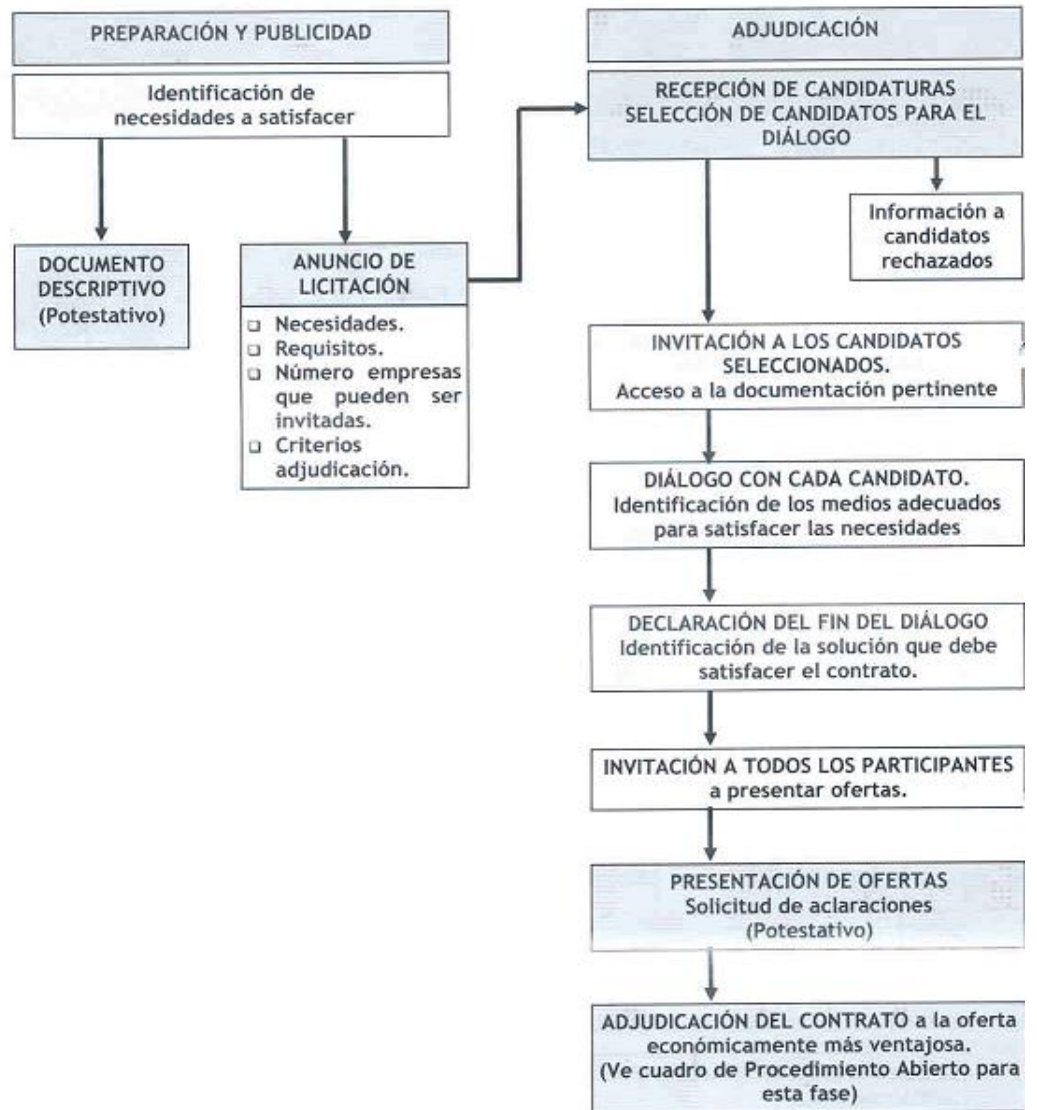 PREPARACIÓN Y PUBLICIDAD
Identificación de
necesidades a satisfacer
DOCUMENTO
DESCRIPTIVO
(Potestativo)
ANUNCIO DE
LICITACIÓN
❑ Necesidades.
❑ Requisitos.
❑ Número empresas
que pueden ser
invitadas.
❑ Criterios
adjudicación.
ADJUDICACIÓN
RECEPCIÓN DE CANDIDATURAS
SELECCIÓN DE CANDIDATOS PARA EL
DIÁLOGO
Información a
candidatos
rechazados
INVITACIÓN A LOS CANDIDATOS
SELECCIONADOS.
Acceso a la documentación pertinente
DIÁLOGO CON CADA CANDIDATO.
Identificación de los medios adecuados
para satisfacer las necesidades
DECLARACIÓN DEL FIN DEL DIÁLOGO
Identificación de la solución que debe
satisfacer el contrato.
INVITACIÓN A TODOS LOS PARTICIPANTES
a presentar ofertas.
PRESENTACIÓN DE OFERTAS
Solicitud de aclaraciones
(Potestativo)
ADJUDICACIÓN DEL CONTRATO a la oferta
económicamente más ventajosa.
(Ve cuadro de Procedimiento Abierto para
esta fase)